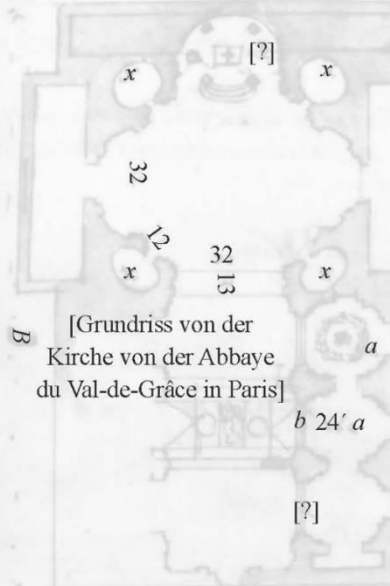 [?]
x
x
32
12
32
13
x
x
[Grundriss von der
Kirche von der Abbaye
du Val-de-Grâce in Paris]
B
a
b 24′ a
[?]